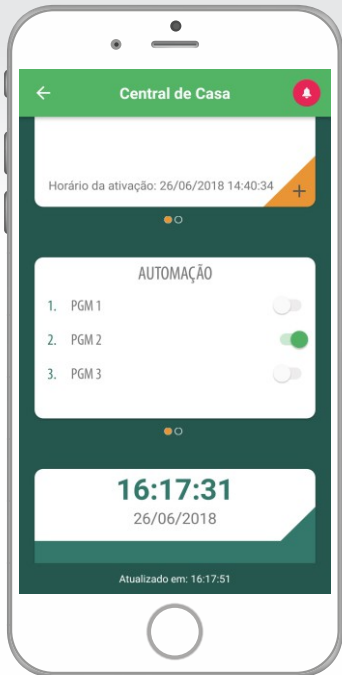 Central de Casa
Horário da ativação: 26/06/2018 14:40:34
+
AUTOMAÇÃO
1. PGM 1
2. PGM 2
3. PGM 3
16:17:31
26/06/2018
Atualizado em: 16:17:51